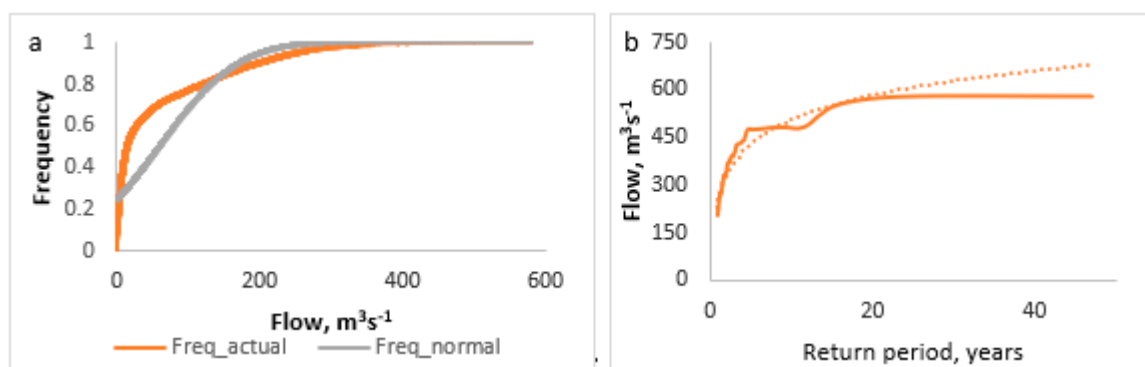 a
1
0.8
0.6
0.4
0.2
0
Frequency
0 200 400 600
Flow, m³s⁻¹
Freq_actual Freq_normal
.
b
750
600
450
300
150
0
Flow, m³s⁻¹
0 20 40
Return period, years